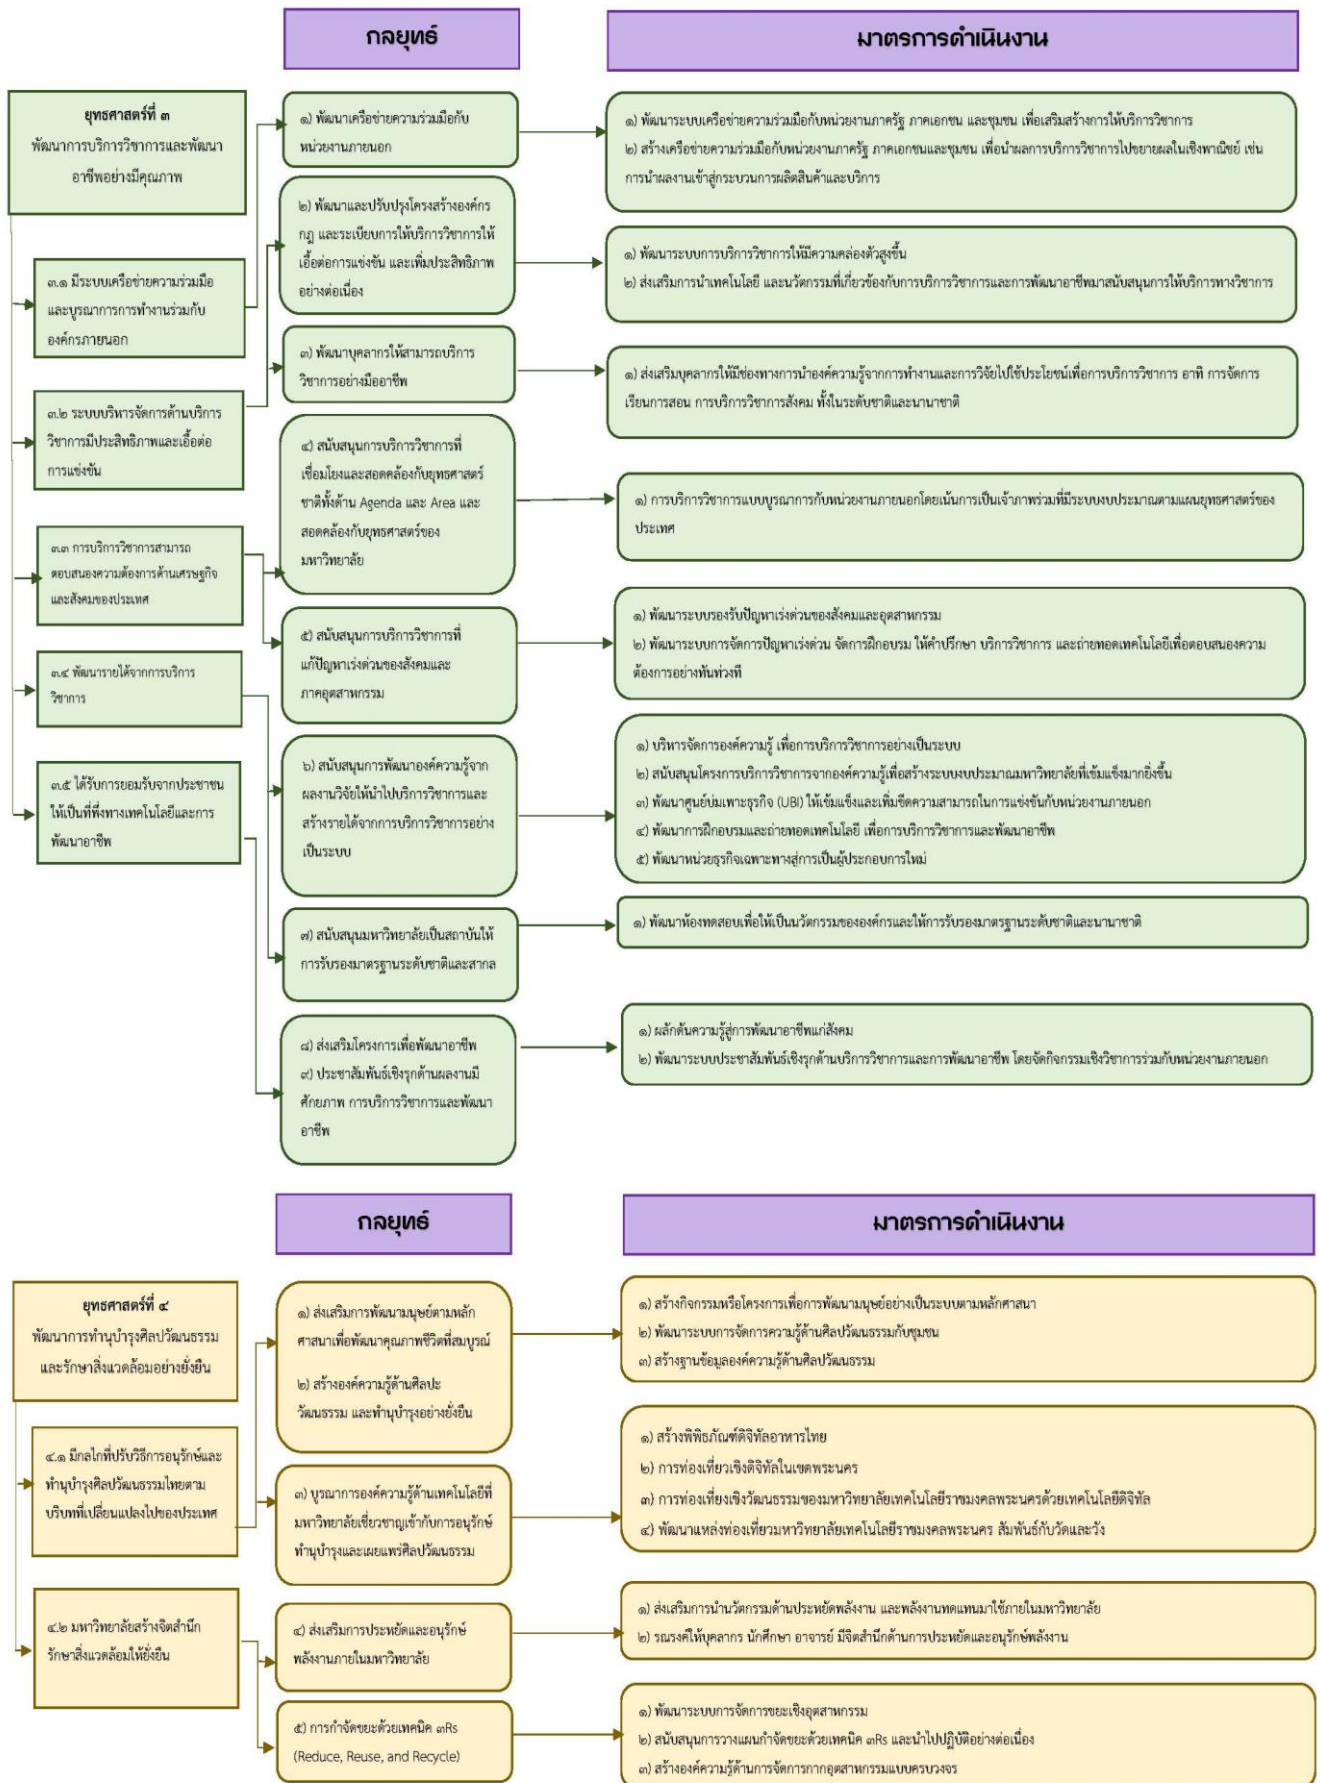 กลยุทธ์
มาตรการดำเนินงาน
ยุทธศาสตร์ที่ ๓
พัฒนาการบริการวิชาการและพัฒนา
อาชีพอย่างมีคุณภาพ
๓.๑ มีระบบเครือข่ายความร่วมมือ
และบูรณาการการทำงานร่วมกับ
องค์กรภายนอก
๓.๒ ระบบบริหารจัดการด้านบริการ
วิชาการมีประสิทธิภาพและเอื้อต่อ
การแข่งขัน
๓.๓ การบริการวิชาการสามารถ
ตอบสนองความต้องการด้านเศรษฐกิจ
และสังคมของประเทศ
๓.๔ พัฒนารายได้จากการบริการ
วิชาการ
๓.๕ ได้รับการยอมรับจากประชาชน
ให้เป็นที่พึ่งทางเทคโนโลยีและการ
พัฒนาอาชีพ
๑) พัฒนาเครือข่ายความร่วมมือกับ
หน่วยงานภายนอก
๒) พัฒนาและปรับปรุงโครงสร้างองค์กร
กฎ และระเบียบการให้บริการวิชาการให้
เอื้อต่อการแข่งขัน และเพิ่มประสิทธิภาพ
อย่างต่อเนื่อง
๓) พัฒนาบุคลากรให้สามารถบริการ
วิชาการอย่างมืออาชีพ
๔) สนับสนุนการบริการวิชาการที่
เชื่อมโยงและสอดคล้องกับยุทธศาสตร์
ชาติทั้งด้าน Agenda และ Area และ
สอดคล้องกับยุทธศาสตร์ของ
มหาวิทยาลัย
๕) สนับสนุนการบริการวิชาการที่
แก้ปัญหาเร่งด่วนของสังคมและ
ภาคอุตสาหกรรม
๖) สนับสนุนการพัฒนาองค์ความรู้จาก
ผลงานวิจัยให้นำไปบริการวิชาการและ
สร้างรายได้จากการบริการวิชาการอย่าง
เป็นระบบ
๗) สนับสนุนมหาวิทยาลัยเป็นสถาบันให้
การรับรองมาตรฐานระดับชาติและสากล
๘) ส่งเสริมโครงการเพื่อพัฒนาอาชีพ
๙) ประชาสัมพันธ์เชิงรุกด้านผลงานมี
ศักยภาพ การบริการวิชาการและพัฒนา
อาชีพ
๑) พัฒนาระบบเครือข่ายความร่วมมือกับหน่วยงานภาครัฐ ภาคเอกชน และชุมชน เพื่อเสริมสร้างการให้บริการวิชาการ
๒) สร้างเครือข่ายความร่วมมือกับหน่วยงานภาครัฐ ภาคเอกชนและชุมชน เพื่อนำผลการบริการวิชาการไปขยายผลในเชิงพาณิชย์ เช่น
การนำผลงานเข้าสู่กระบวนการผลิตสินค้าและบริการ
๑) พัฒนาระบบการบริการวิชาการให้มีความคล่องตัวสูงขึ้น
๒) ส่งเสริมการนำเทคโนโลยี และนวัตกรรมที่เกี่ยวข้องกับการบริการวิชาการและการพัฒนาอาชีพมาสนับสนุนการให้บริการทางวิชาการ
๑) ส่งเสริมบุคลากรให้มีช่องทางการนำองค์ความรู้จากการทำงานและการวิจัยไปใช้ประโยชน์เพื่อการบริการวิชาการ อาทิ การจัดการ
เรียนการสอน การบริการวิชาการสังคม ทั้งในระดับชาติและนานาชาติ
๑) การบริการวิชาการแบบบูรณาการกับหน่วยงานภายนอกโดยเน้นการเป็นเจ้าภาพร่วมที่มีระบบงบประมาณตามแผนยุทธศาสตร์ของ
ประเทศ
๑) พัฒนาระบบรองรับปัญหาเร่งด่วนของสังคมและอุตสาหกรรม
๒) พัฒนาระบบการจัดการปัญหาเร่งด่วน จัดการฝึกอบรม ให้คำปรึกษา บริการวิชาการ และถ่ายทอดเทคโนโลยีเพื่อตอบสนองความ
ต้องการอย่างทันท่วงที
๑) บริหารจัดการองค์ความรู้ เพื่อการบริการวิชาการอย่างเป็นระบบ
๒) สนับสนุนโครงการบริการวิชาการจากองค์ความรู้เพื่อสร้างระบบงบประมาณมหาวิทยาลัยที่เข้มแข็งมากยิ่งขึ้น
๓) พัฒนาศูนย์บ่มเพาะธุรกิจ (UBI) ให้เข้มแข็งและเพิ่มขีดความสามารถในการแข่งขันกับหน่วยงานภายนอก
๔) พัฒนาการฝึกอบรมและถ่ายทอดเทคโนโลยี เพื่อการบริการวิชาการและพัฒนาอาชีพ
๕) พัฒนาหน่วยธุรกิจเฉพาะทางสู่การเป็นผู้ประกอบการใหม่
๑) พัฒนาห้องทดสอบเพื่อให้เป็นนวัตกรรมขององค์กรและให้การรับรองมาตรฐานระดับชาติและนานาชาติ
๑) ผลักดันความรู้สู่การพัฒนาอาชีพแก่สังคม
๒) พัฒนาระบบประชาสัมพันธ์เชิงรุกด้านบริการวิชาการและการพัฒนาอาชีพ โดยจัดกิจกรรมเชิงวิชาการร่วมกับหน่วยงานภายนอก
กลยุทธ์
มาตรการดำเนินงาน
ยุทธศาสตร์ที่ ๔
พัฒนาการทำนุบำรุงศิลปวัฒนธรรม
และรักษาสิ่งแวดล้อมอย่างยั่งยืน
๔.๑ มีกลไกที่ปรับวิธีการอนุรักษ์และ
ทำนุบำรุงศิลปวัฒนธรรมไทยตาม
บริบทที่เปลี่ยนแปลงไปของประเทศ
๔.๒ มหาวิทยาลัยสร้างจิตสำนึก
รักษาสิ่งแวดล้อมให้ยั่งยืน
๑) ส่งเสริมการพัฒนามนุษย์ตามหลัก
ศาสนาเพื่อพัฒนาคุณภาพชีวิตที่สมบูรณ์
๒) สร้างองค์ความรู้ด้านศิลปะ
วัฒนธรรม และทำนุบำรุงอย่างยั่งยืน
๓) บูรณาการองค์ความรู้ด้านเทคโนโลยีที่
มหาวิทยาลัยเชี่ยวชาญเข้ากับการอนุรักษ์
ทำนุบำรุงและเผยแพร่ศิลปวัฒนธรรม
๔) ส่งเสริมการประหยัดและอนุรักษ์
พลังงานภายในมหาวิทยาลัย
๕) การกำจัดขยะด้วยเทคนิค ๓Rs
(Reduce, Reuse, and Recycle)
๑) สร้างกิจกรรมหรือโครงการเพื่อการพัฒนามนุษย์อย่างเป็นระบบตามหลักศาสนา
๒) พัฒนาระบบการจัดการความรู้ด้านศิลปวัฒนธรรมกับชุมชน
๓) สร้างฐานข้อมูลองค์ความรู้ด้านศิลปวัฒนธรรม
๑) สร้างพิพิธภัณฑ์ดิจิทัลอาหารไทย
๒) การท่องเที่ยวเชิงดิจิทัลในเขตพระนคร
๓) การท่องเที่ยงเชิงวัฒนธรรมของมหาวิทยาลัยเทคโนโลยีราชมงคลพระนครด้วยเทคโนโลยีดิจิทัล
๔) พัฒนาแหล่งท่องเที่ยวมหาวิทยาลัยเทคโนโลยีราชมงคลพระนคร สัมพันธ์กับวัดและวัง
๑) ส่งเสริมการนำนวัตกรรมด้านประหยัดพลังงาน และพลังงานทดแทนมาใช้ภายในมหาวิทยาลัย
๒) รณรงค์ให้บุคลากร นักศึกษา อาจารย์ มีจิตสำนึกด้านการประหยัดและอนุรักษ์พลังงาน
๑) พัฒนาระบบการจัดการขยะเชิงอุตสาหกรรม
๒) สนับสนุนการวางแผนกำจัดขยะด้วยเทคนิค ๓Rs และนำไปปฏิบัติอย่างต่อเนื่อง
๓) สร้างองค์ความรู้ด้านการจัดการกากอุตสาหกรรมแบบครบวงจร